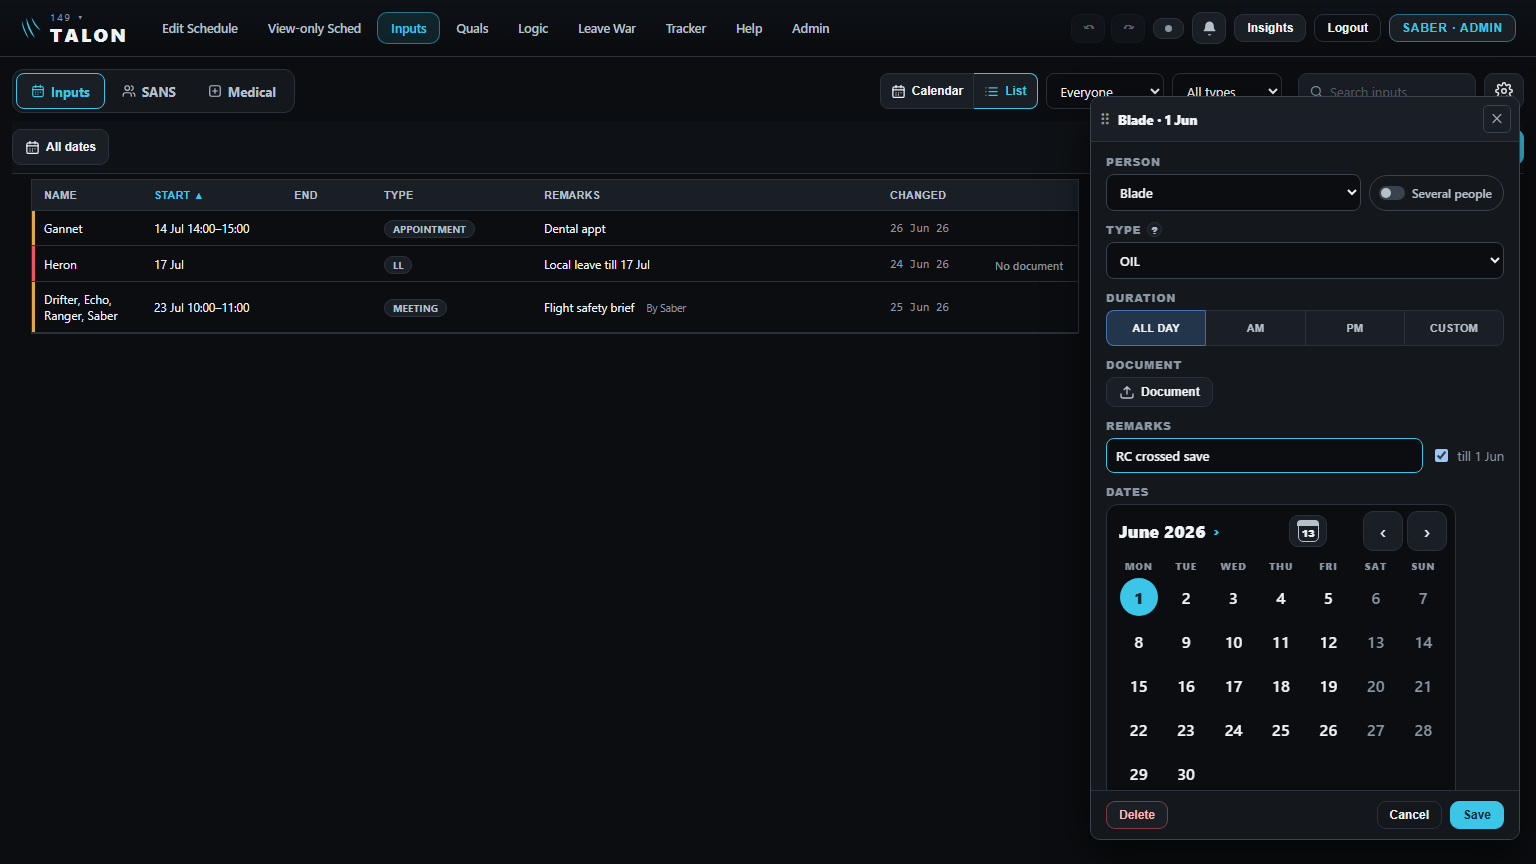 149 ▾
TALON
Edit Schedule
View-only Sched
Inputs
Quals
Logic
Leave War
Tracker
Help
Admin
Insights
Logout
SABER · ADMIN
Inputs
SANS
Medical
Calendar
List
Everyone
All types
Search inputs
All dates
NAME START ▲ END TYPE REMARKS CHANGED
Gannet 14 Jul 14:00–15:00 APPOINTMENT Dental appt 26 Jun 26
Heron 17 Jul LL Local leave till 17 Jul 24 Jun 26 No document
Drifter, Echo,
Ranger, Saber 23 Jul 10:00–11:00 MEETING Flight safety brief By Saber 25 Jun 26
Blade · 1 Jun
PERSON
Blade
Several people
TYPE ?
OIL
DURATION
ALL DAY AM PM CUSTOM
DOCUMENT
Document
REMARKS
RC crossed save
till 1 Jun
DATES
June 2026 ›
13
‹ ›
MON TUE WED THU FRI SAT SUN
1 2 3 4 5 6 7
8 9 10 11 12 13 14
15 16 17 18 19 20 21
22 23 24 25 26 27 28
29 30
Delete
Cancel
Save